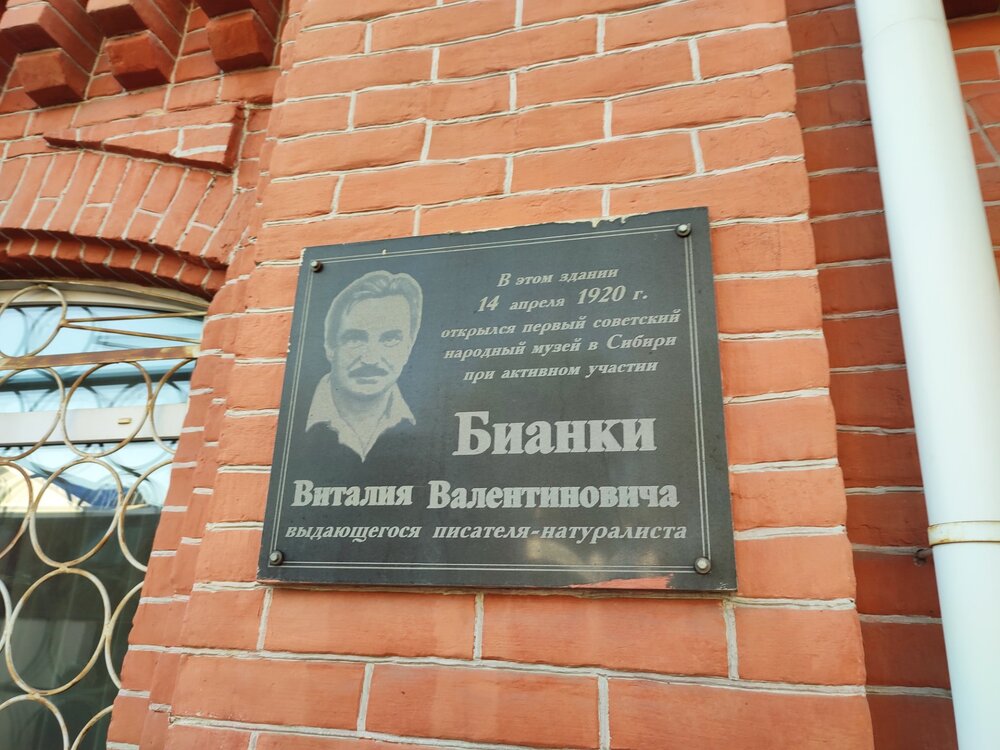 В этом здании
14 апреля 1920 г.
открылся первый советский
народный музей в Сибири
при активном участии
Бианки
Виталия Валентиновича
выдающегося писателя-натуралиста